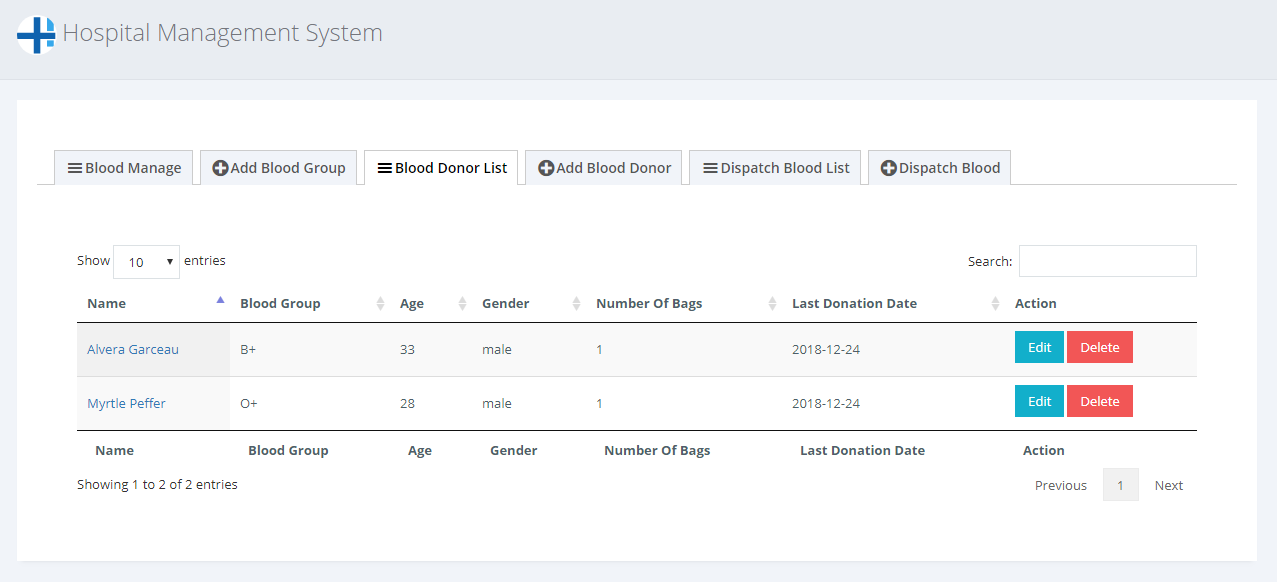 Hospital Management System
Blood Manage Add Blood Group Blood Donor List Add Blood Donor Dispatch Blood List Dispatch Blood
Show 10 entries Search:
Name Blood Group Age Gender Number Of Bags Last Donation Date Action
Alvera Garceau B+ 33 male 1 2018-12-24 Edit Delete
Myrtle Peffer O+ 28 male 1 2018-12-24 Edit Delete
Name Blood Group Age Gender Number Of Bags Last Donation Date Action
Showing 1 to 2 of 2 entries Previous 1 Next